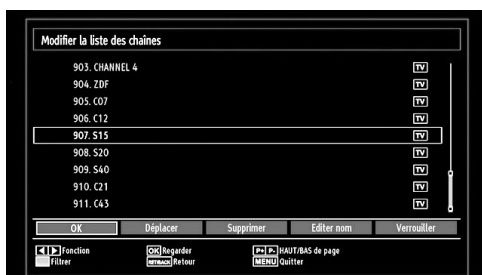 Modifier la liste des chaînes
903. CHANNEL 4 TV
904. ZDF TV
905. C07 TV
906. C12 TV
907. S15 TV
908. S20 TV
909. S40 TV
910. C21 TV
911. C43 TV
OK Déplacer Supprimer Editer nom Verrouiller
Fonction OK Regarder P+ P- HAUT/BAS de page
Filtrer RETBACK Retour MENU Quitter